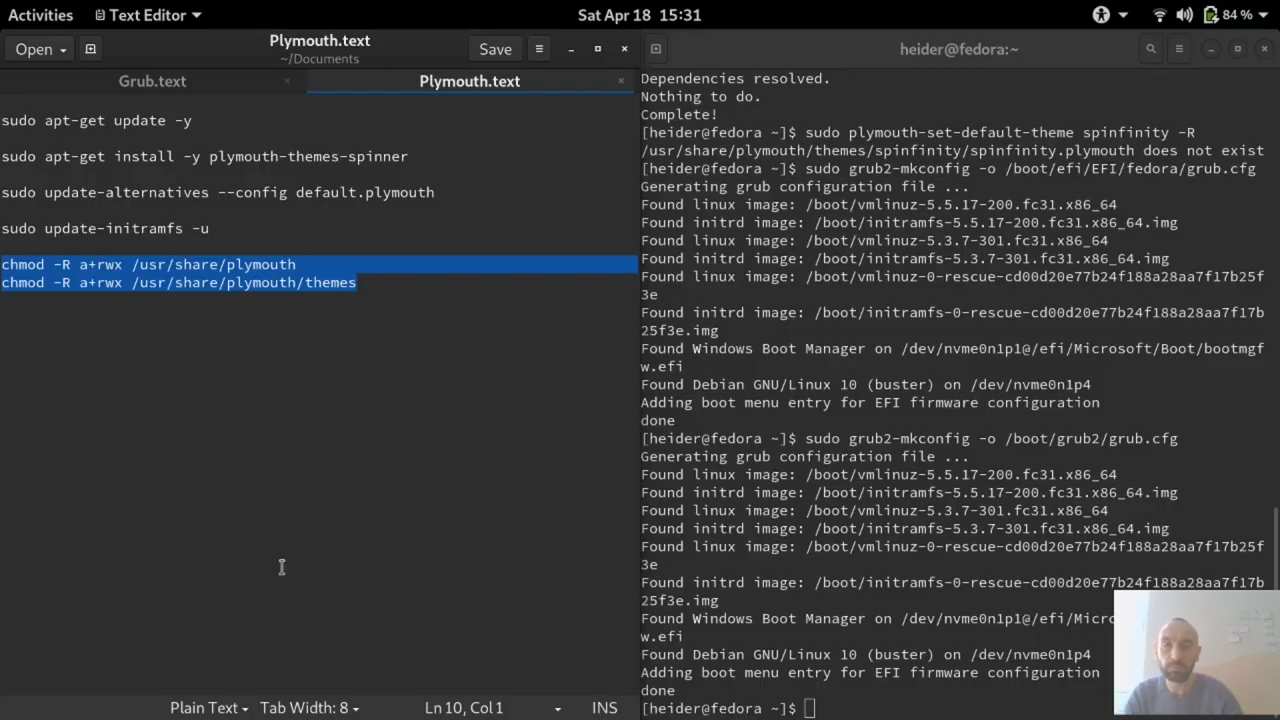 Activities Text Editor Sat Apr 18 15:31 84 %
Open Plymouth.text Save
~/Documents
Grub.text Plymouth.text
sudo apt-get update -y
sudo apt-get install -y plymouth-themes-spinner
sudo update-alternatives --config default.plymouth
sudo update-initramfs -u
chmod -R a+rwx /usr/share/plymouth
chmod -R a+rwx /usr/share/plymouth/themes
Plain Text Tab Width: 8 Ln 10, Col 1 INS
heider@fedora:~
Dependencies resolved.
Nothing to do.
Complete!
[heider@fedora ~]$ sudo plymouth-set-default-theme spinfinity -R
/usr/share/plymouth/themes/spinfinity/spinfinity.plymouth does not exist
[heider@fedora ~]$ sudo grub2-mkconfig -o /boot/efi/EFI/fedora/grub.cfg
Generating grub configuration file ...
Found linux image: /boot/vmlinuz-5.5.17-200.fc31.x86_64
Found initrd image: /boot/initramfs-5.5.17-200.fc31.x86_64.img
Found linux image: /boot/vmlinuz-5.3.7-301.fc31.x86_64
Found initrd image: /boot/initramfs-5.3.7-301.fc31.x86_64.img
Found linux image: /boot/vmlinuz-0-rescue-cd00d20e77b24f188a28aa7f17b25f
3e
Found initrd image: /boot/initramfs-0-rescue-cd00d20e77b24f188a28aa7f17b
25f3e.img
Found Windows Boot Manager on /dev/nvme0n1p1@/efi/Microsoft/Boot/bootmgf
w.efi
Found Debian GNU/Linux 10 (buster) on /dev/nvme0n1p4
Adding boot menu entry for EFI firmware configuration
done
[heider@fedora ~]$ sudo grub2-mkconfig -o /boot/grub2/grub.cfg
Generating grub configuration file ...
Found linux image: /boot/vmlinuz-5.5.17-200.fc31.x86_64
Found initrd image: /boot/initramfs-5.5.17-200.fc31.x86_64.img
Found linux image: /boot/vmlinuz-5.3.7-301.fc31.x86_64
Found initrd image: /boot/initramfs-5.3.7-301.fc31.x86_64.img
Found linux image: /boot/vmlinuz-0-rescue-cd00d20e77b24f188a28aa7f17b25f
3e
Found initrd image: /boot/initramfs-0-rescue-cd00d20e77b24f188a28aa7f17b
25f3e.img
Found Windows Boot Manager on /dev/nvme0n1p1@/efi/Micro
w.efi
Found Debian GNU/Linux 10 (buster) on /dev/nvme0n1p4
Adding boot menu entry for EFI firmware configuration
done
[heider@fedora ~]$